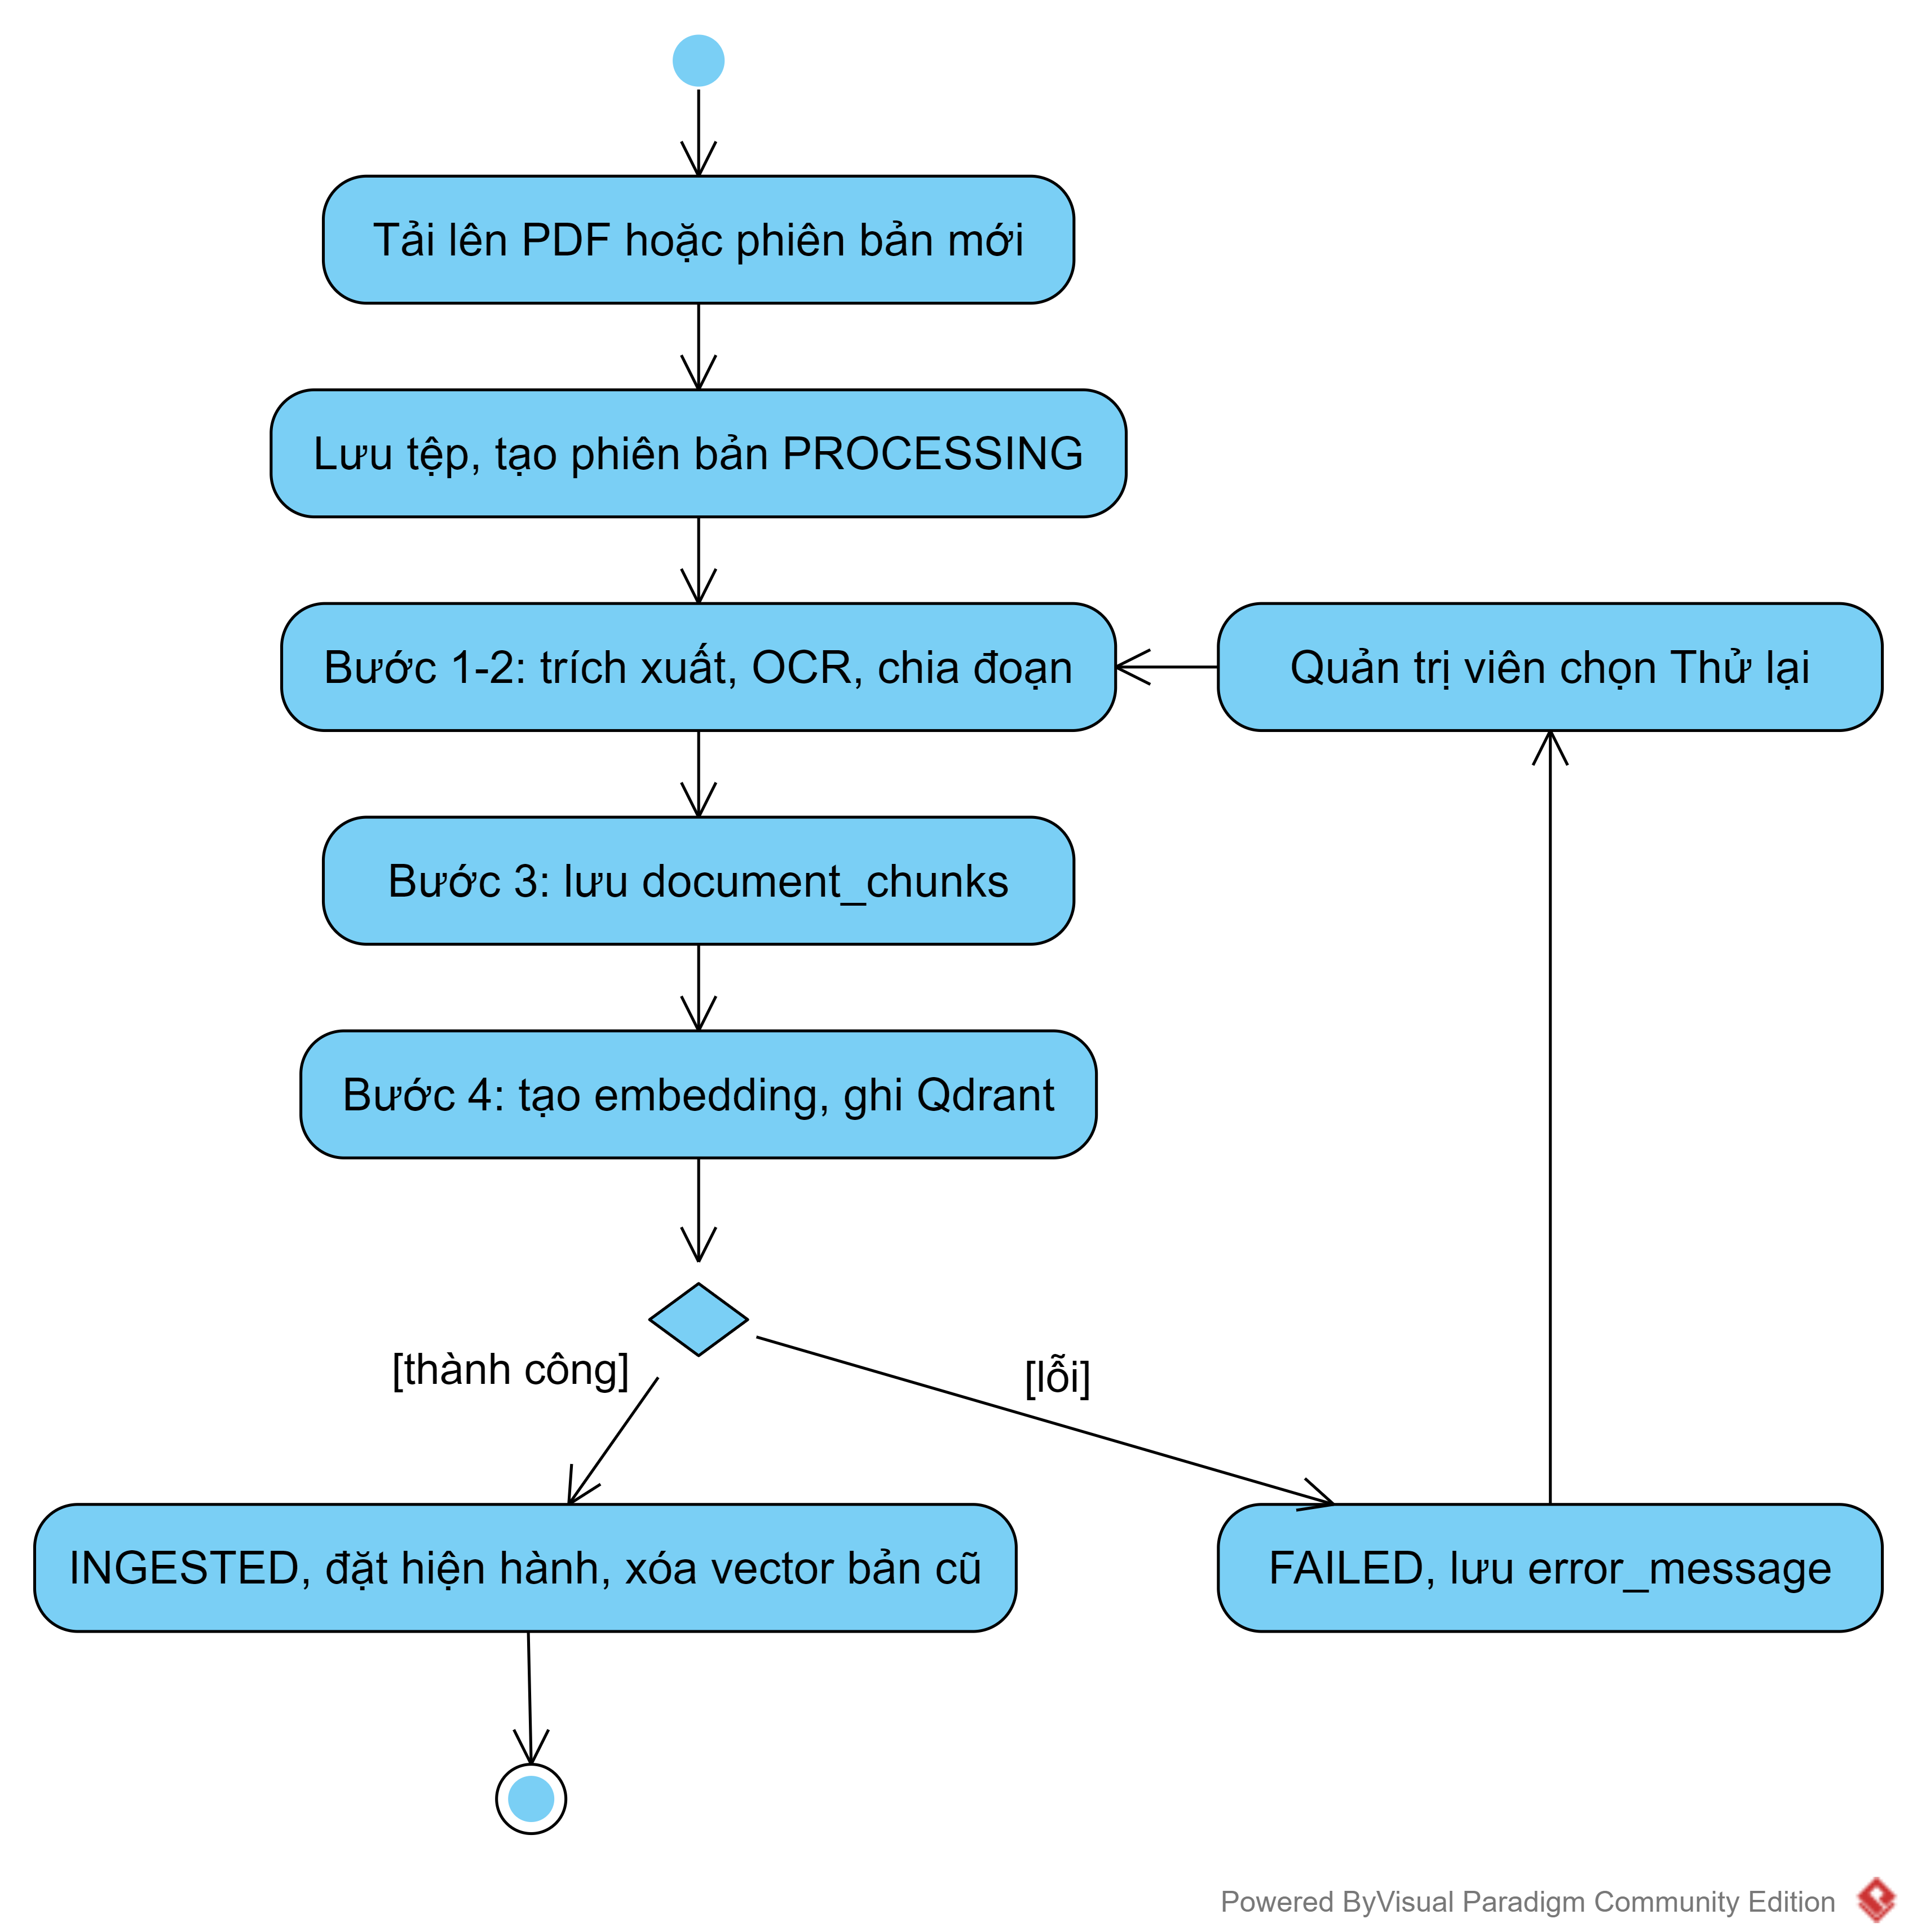 Tải lên PDF hoặc phiên bản mới
Lưu tệp, tạo phiên bản PROCESSING
Bước 1-2: trích xuất, OCR, chia đoạn
Quản trị viên chọn Thử lại
Bước 3: lưu document_chunks
Bước 4: tạo embedding, ghi Qdrant
[thành công]
[lỗi]
INGESTED, đặt hiện hành, xóa vector bản cũ
FAILED, lưu error_message
Powered ByVisual Paradigm Community Edition